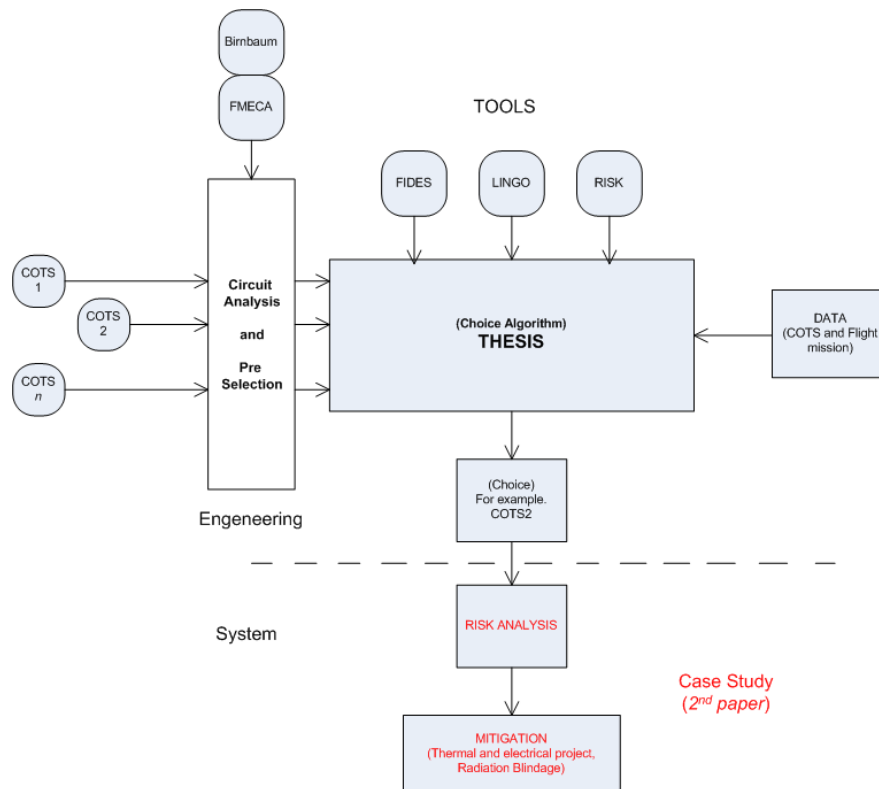 Birnbaum
FMECA
TOOLS
FIDES
LINGO
RISK
COTS
1
COTS
2
COTS
n
Circuit
Analysis
and
Pre
Selection
(Choice Algorithm)
THESIS
DATA
(COTS and Flight
mission)
(Choice)
For example.
COTS2
Engeneering
System
RISK ANALYSIS
Case Study
(2nd paper)
MITIGATION
(Thermal and electrical project,
Radiation Blindage)